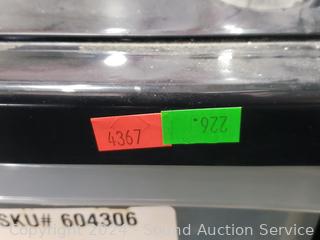 4367
226.
SKU# 604306
Copyright 2024 Sound Auction Service